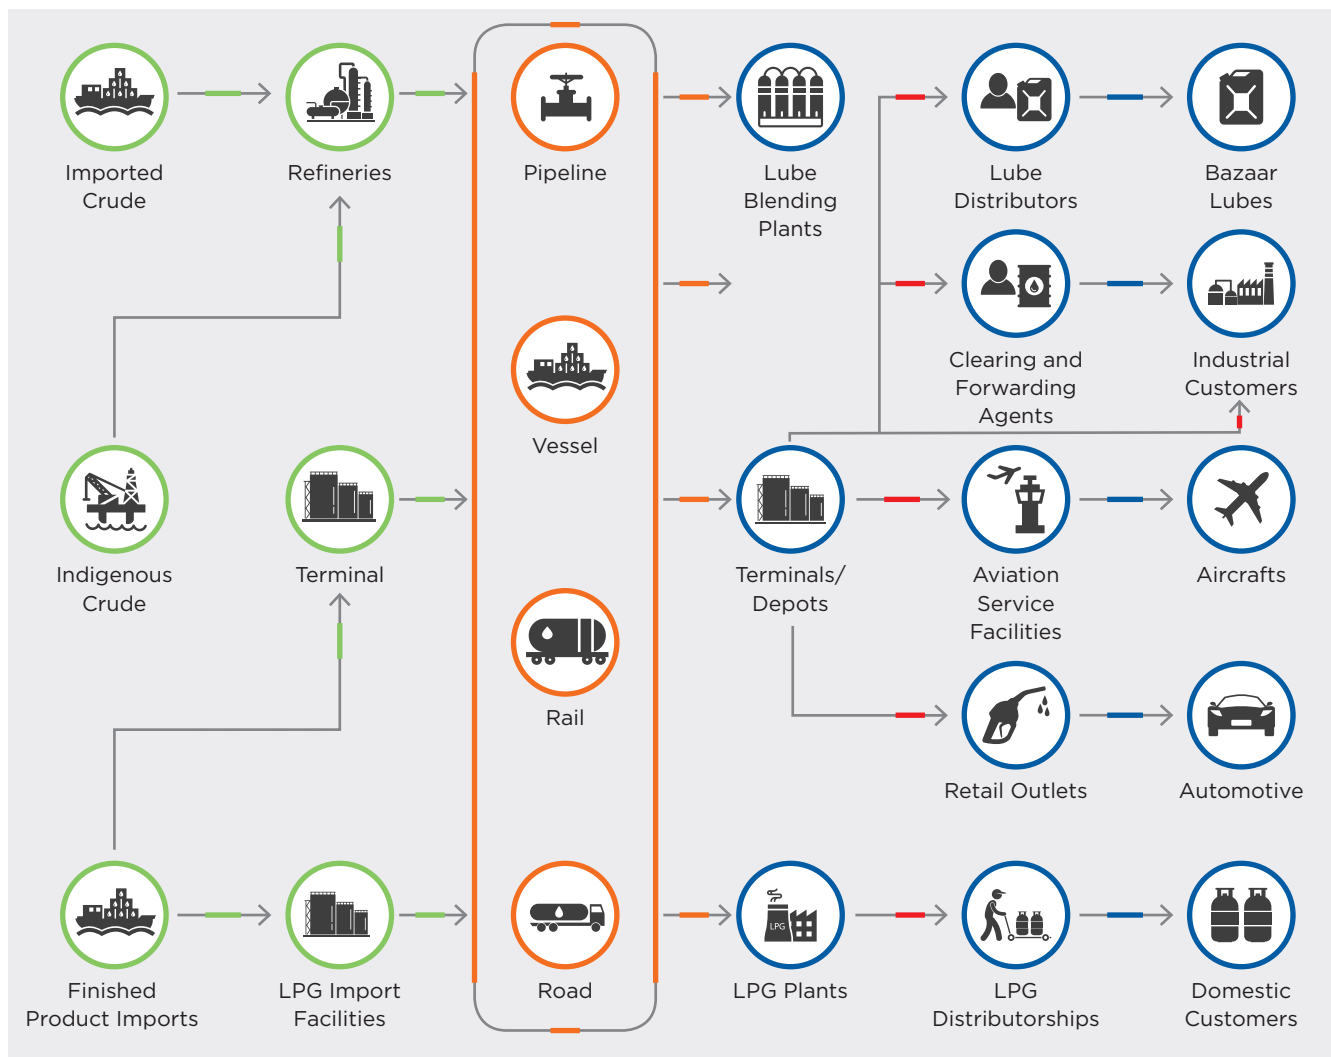 Imported
Crude
Refineries
Pipeline
Lube
Blending
Plants
Lube
Distributors
Bazaar
Lubes
Vessel
Clearing and
Forwarding
Agents
Industrial
Customers
Indigenous
Crude
Terminal
Rail
Terminals/
Depots
Aviation
Service
Facilities
Aircrafts
Retail Outlets
Automotive
Finished
Product Imports
LPG Import
Facilities
Road
LPG
LPG Plants
LPG
Distributorships
Domestic
Customers